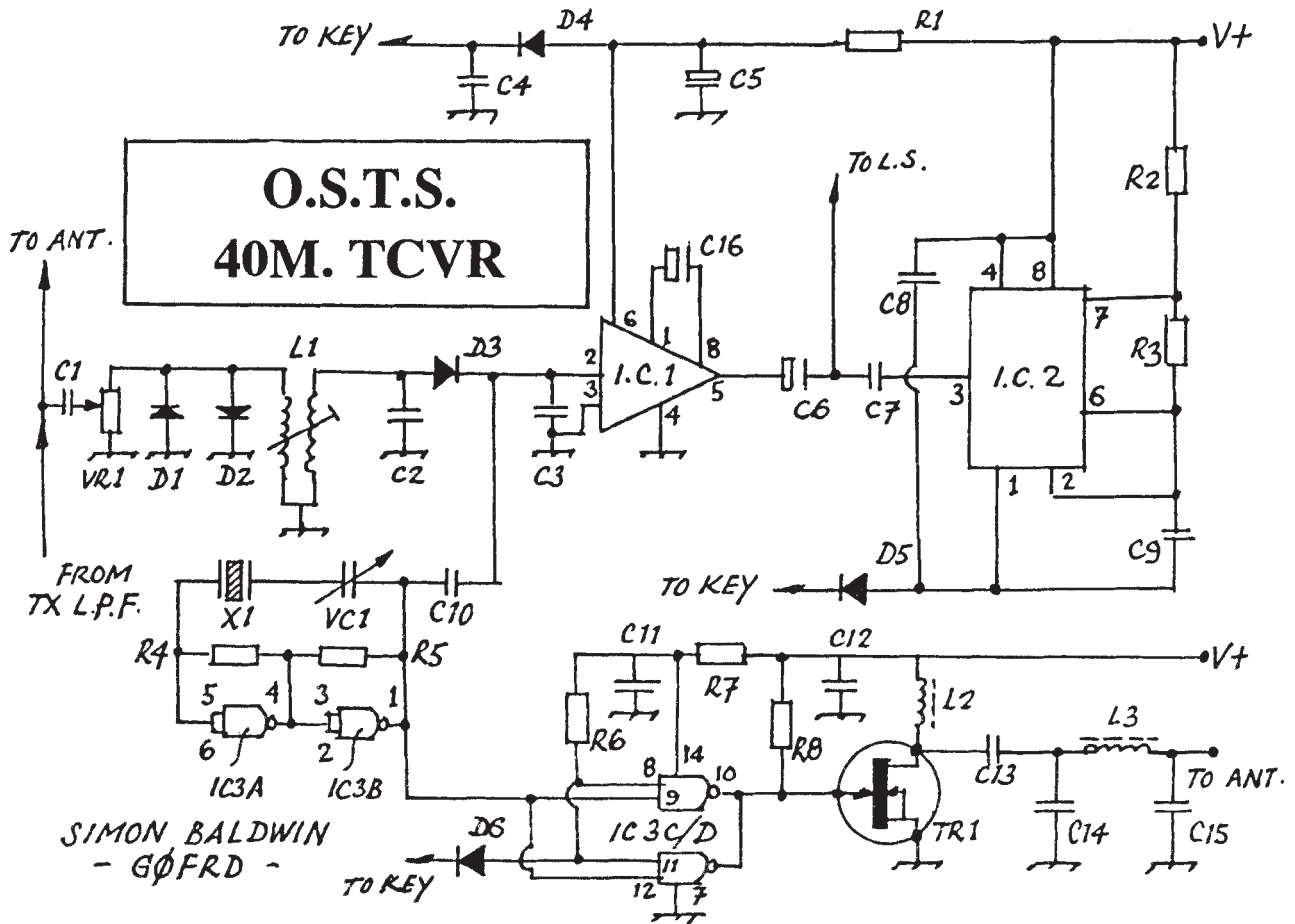 TO KEY
D4
R1
V+
C4
C5
O.S.T.S.
40M. TCVR
TO L.S.
R2
TO ANT.
C16
C8
4
8
7
L1
D3
6
1
8
R3
C1
2
I.C.1
5
I.C.2
3
4
C6
C7
3
6
VR1
D1
D2
C2
C3
1
2
C9
D5
FROM
TX L.P.F.
TO KEY
X1
VC1
C10
R4
R5
C11
C12
V+
R7
5
4
3
1
L2
R6
R8
L3
6
2
14
8
10
C13
TO ANT.
IC3A
IC3B
9
IC3C/D
TR1
C14
C15
SIMON BALDWIN
- GØFRD -
D6
11
TO KEY
12
7